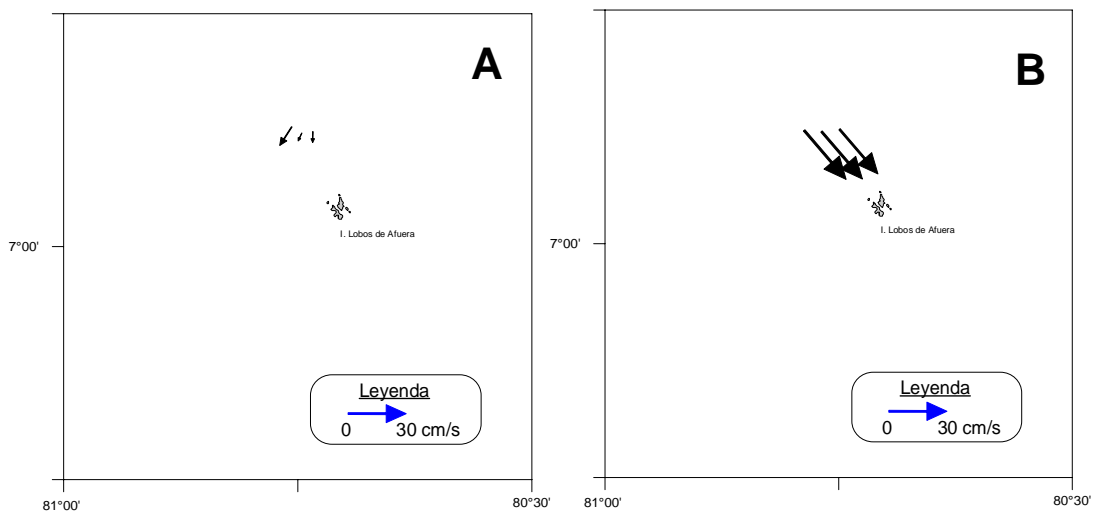 A
I. Lobos de Afuera
7°00'
Leyenda
0 30 cm/s
81°00'
80°30'
B
I. Lobos de Afuera
7°00'
Leyenda
0 30 cm/s
81°00'
80°30'